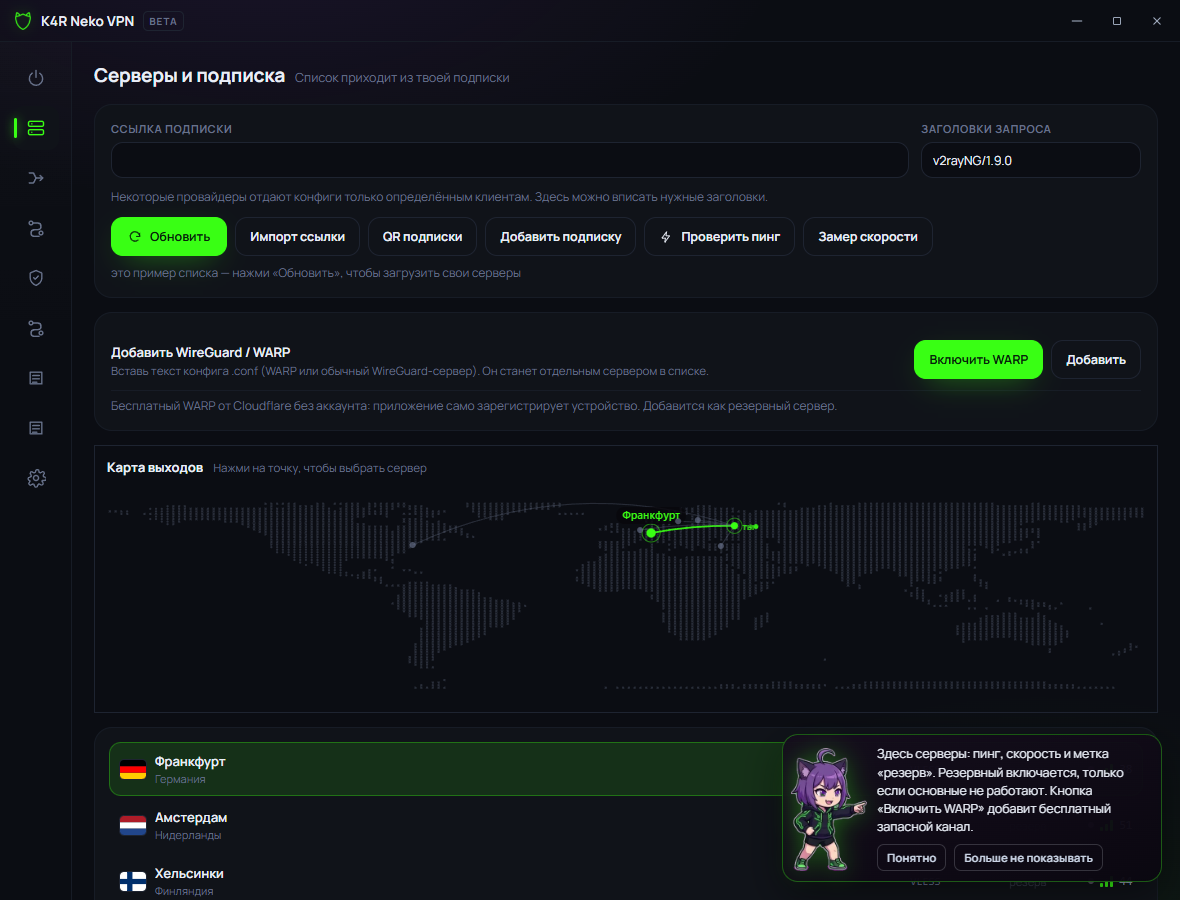 K4R Neko VPN BETA
Серверы и подписка Список приходит из твоей подписки
ССЫЛКА ПОДПИСКИ ЗАГОЛОВКИ ЗАПРОСА
v2rayNG/1.9.0
Некоторые провайдеры отдают конфиги только определённым клиентам. Здесь можно вписать нужные заголовки.
Обновить Импорт ссылки QR подписки Добавить подписку Проверить пинг Замер скорости
это пример списка — нажми «Обновить», чтобы загрузить свои серверы
Добавить WireGuard / WARP
Вставь текст конфига .conf (WARP или обычный WireGuard-сервер). Он станет отдельным сервером в списке.
Включить WARP Добавить
Бесплатный WARP от Cloudflare без аккаунта: приложение само зарегистрирует устройство. Добавится как резервный сервер.
Карта выходов Нажми на точку, чтобы выбрать сервер
Франкфурт
Франкфурт
Германия
Амстердам
Нидерланды
Хельсинки
Финляндия
Здесь серверы: пинг, скорость и метка
«резерв». Резервный включается, только
если основные не работают. Кнопка
«Включить WARP» добавит бесплатный
запасной канал.
Понятно Больше не показывать